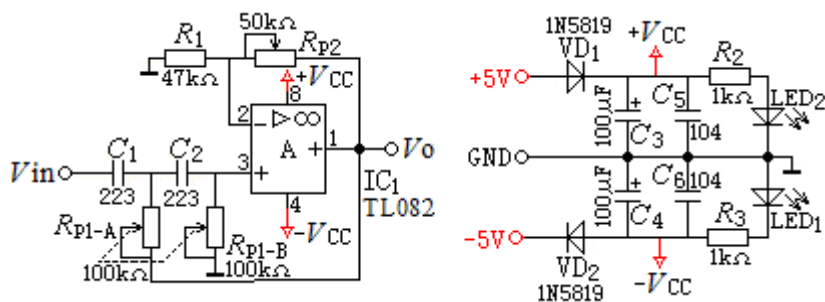 50kΩ
R1
RP2
47kΩ
+VCC
8
2
− ▷∞
A
+ 1
3
+
4
−VCC
Vin
C1
C2
223
223
Vo
IC1
TL082
RP1-A
RP1-B
100kΩ
100kΩ
1N5819
VD1
+VCC
R2
+5V
1kΩ
LED2
100μF
+
C3
C5
104
GND
100μF
+
C4
C6
104
R3
LED1
-5V
VD2
1N5819
1kΩ
−VCC